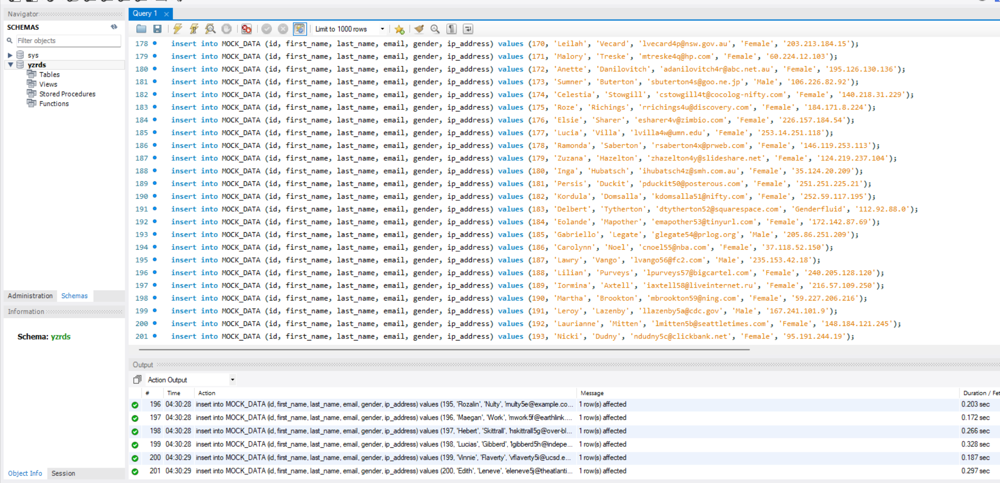 Navigator
SCHEMAS
Filter objects
sys
yzrds
Tables
Views
Stored Procedures
Functions
Administration Schemas
Information
Schema: yzrds
Object Info Session
Query 1
Limit to 1000 rows
178 insert into MOCK_DATA (id, first_name, last_name, email, gender, ip_address) values (170, 'Leilah', 'Vecard', 'lvecard4p@nsw.gov.au', 'Female', '203.213.184.15');
179 insert into MOCK_DATA (id, first_name, last_name, email, gender, ip_address) values (171, 'Malory', 'Treske', 'mtreske4q@hp.com', 'Female', '60.224.12.103');
180 insert into MOCK_DATA (id, first_name, last_name, email, gender, ip_address) values (172, 'Anette', 'Danilovitch', 'adanilovitch4r@abc.net.au', 'Female', '195.126.130.136');
181 insert into MOCK_DATA (id, first_name, last_name, email, gender, ip_address) values (173, 'Sumner', 'Buterton', 'sbuterton4s@goo.ne.jp', 'Male', '106.226.82.92');
182 insert into MOCK_DATA (id, first_name, last_name, email, gender, ip_address) values (174, 'Celestia', 'Stowgill', 'cstowgill4t@cocolog-nifty.com', 'Female', '140.218.31.229');
183 insert into MOCK_DATA (id, first_name, last_name, email, gender, ip_address) values (175, 'Roze', 'Richings', 'rrichings4u@discovery.com', 'Female', '184.171.8.224');
184 insert into MOCK_DATA (id, first_name, last_name, email, gender, ip_address) values (176, 'Elsie', 'Sharer', 'esharer4v@zimbio.com', 'Female', '226.157.184.54');
185 insert into MOCK_DATA (id, first_name, last_name, email, gender, ip_address) values (177, 'Lucia', 'Villa', 'lvilla4w@umn.edu', 'Female', '253.14.251.118');
186 insert into MOCK_DATA (id, first_name, last_name, email, gender, ip_address) values (178, 'Ramonda', 'Saberton', 'rsaberton4x@prweb.com', 'Female', '146.119.253.113');
187 insert into MOCK_DATA (id, first_name, last_name, email, gender, ip_address) values (179, 'Zuzana', 'Hazelton', 'zhazelton4y@slideshare.net', 'Female', '124.219.237.104');
188 insert into MOCK_DATA (id, first_name, last_name, email, gender, ip_address) values (180, 'Inga', 'Hubatsch', 'ihubatsch4z@smh.com.au', 'Female', '35.124.20.209');
189 insert into MOCK_DATA (id, first_name, last_name, email, gender, ip_address) values (181, 'Persis', 'Duckit', 'pduckit50@posterous.com', 'Female', '251.251.225.21');
190 insert into MOCK_DATA (id, first_name, last_name, email, gender, ip_address) values (182, 'Kordula', 'Domsalla', 'kdomsalla51@nifty.com', 'Female', '252.59.117.195');
191 insert into MOCK_DATA (id, first_name, last_name, email, gender, ip_address) values (183, 'Delbert', 'Tytherton', 'dtytherton52@squarespace.com', 'Genderfluid', '112.92.88.0');
192 insert into MOCK_DATA (id, first_name, last_name, email, gender, ip_address) values (184, 'Eolande', 'Mapother', 'emapother53@tinyurl.com', 'Female', '172.142.87.69');
193 insert into MOCK_DATA (id, first_name, last_name, email, gender, ip_address) values (185, 'Gabriello', 'Legate', 'glegate54@prlog.org', 'Male', '205.86.251.209');
194 insert into MOCK_DATA (id, first_name, last_name, email, gender, ip_address) values (186, 'Carolynn', 'Noel', 'cnoel55@nba.com', 'Female', '37.118.52.150');
195 insert into MOCK_DATA (id, first_name, last_name, email, gender, ip_address) values (187, 'Lawry', 'Vango', 'lvango56@fc2.com', 'Male', '235.153.42.18');
196 insert into MOCK_DATA (id, first_name, last_name, email, gender, ip_address) values (188, 'Lilian', 'Purveys', 'lpurveys57@bigcartel.com', 'Female', '240.205.128.120');
197 insert into MOCK_DATA (id, first_name, last_name, email, gender, ip_address) values (189, 'Iormina', 'Axtell', 'iaxtell58@liveinternet.ru', 'Female', '216.57.109.250');
198 insert into MOCK_DATA (id, first_name, last_name, email, gender, ip_address) values (190, 'Martha', 'Brookton', 'mbrookton59@ning.com', 'Female', '59.227.206.216');
199 insert into MOCK_DATA (id, first_name, last_name, email, gender, ip_address) values (191, 'Leroy', 'Lazenby', 'llazenby5a@cdc.gov', 'Male', '167.241.101.9');
200 insert into MOCK_DATA (id, first_name, last_name, email, gender, ip_address) values (192, 'Laurianne', 'Mitten', 'lmitten5b@seattletimes.com', 'Female', '148.184.121.245');
201 insert into MOCK_DATA (id, first_name, last_name, email, gender, ip_address) values (193, 'Nicki', 'Dudny', 'ndudny5c@clickbank.net', 'Female', '95.191.244.19');
Output
Action Output
# Time Action Message Duration / Fet
196 04:30:28 insert into MOCK_DATA (id, first_name, last_name, email, gender, ip_address) values (195, 'Rozalin', 'Nulty', 'rnulty5e@example.co... 1 row(s) affected 0.203 sec
197 04:30:28 insert into MOCK_DATA (id, first_name, last_name, email, gender, ip_address) values (196, 'Maegan', 'Work', 'mwork5f@earthlink.... 1 row(s) affected 0.172 sec
198 04:30:28 insert into MOCK_DATA (id, first_name, last_name, email, gender, ip_address) values (197, 'Hebert', 'Skittrall', 'hskittrall5g@over-bl... 1 row(s) affected 0.266 sec
199 04:30:28 insert into MOCK_DATA (id, first_name, last_name, email, gender, ip_address) values (198, 'Lucias', 'Gibberd', 'lgibberd5h@indepe... 1 row(s) affected 0.328 sec
200 04:30:29 insert into MOCK_DATA (id, first_name, last_name, email, gender, ip_address) values (199, 'Vinnie', 'Flaverty', 'vflaverty5i@ucsd.e... 1 row(s) affected 0.187 sec
201 04:30:29 insert into MOCK_DATA (id, first_name, last_name, email, gender, ip_address) values (200, 'Edith', 'Leneve', 'eleneve5j@theatlanti... 1 row(s) affected 0.297 sec